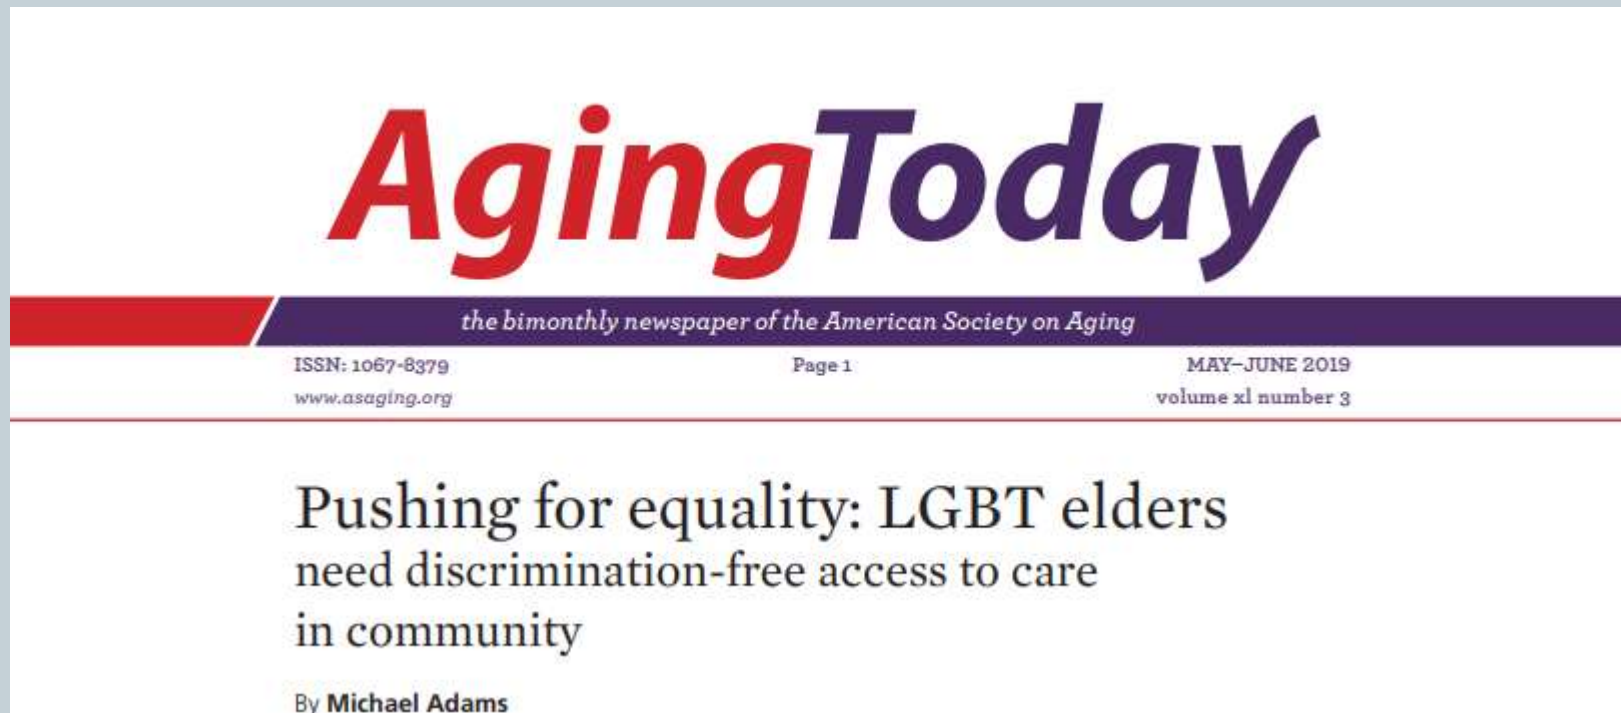 AgingToday
the bimonthly newspaper of the American Society on Aging
ISSN: 1067-8379
Page 1
MAY–JUNE 2019
www.asaging.org
volume xl number 3
Pushing for equality: LGBT elders
need discrimination-free access to care
in community
By Michael Adams